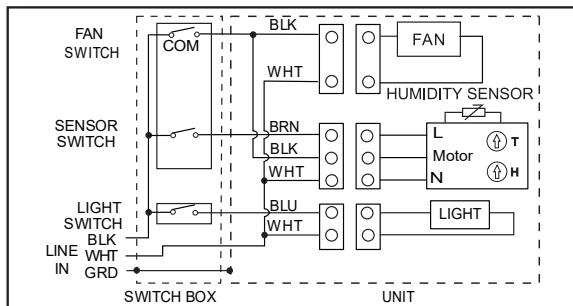 FAN
SWITCH
COM
BLK
FAN
WHT
HUMIDITY SENSOR
SENSOR
SWITCH
BRN
L
T
BLK
Motor
WHT
N
H
LIGHT
SWITCH
BLU
LIGHT
BLK
WHT
LINE
IN
WHT
GRD
SWITCH BOX
UNIT